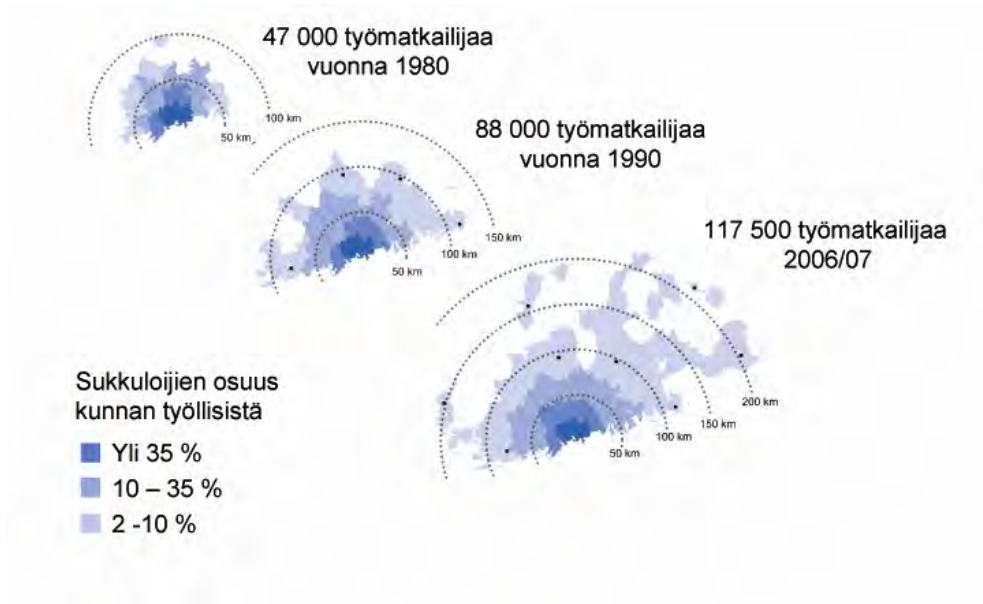 47 000 työmatkailijaa
vuonna 1980
100 km
50 km
88 000 työmatkailijaa
vuonna 1990
150 km
100 km
50 km
117 500 työmatkailijaa
2006/07
200 km
150 km
100 km
50 km
Sukkuloijien osuus
kunnan työllisistä
Yli 35 %
10 – 35 %
2 -10 %